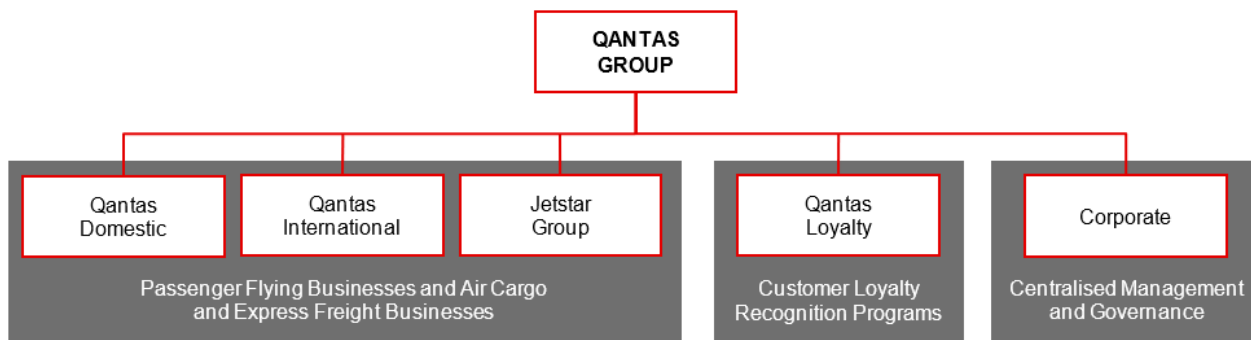 QANTAS
GROUP
Qantas
Domestic
Qantas
International
Jetstar
Group
Qantas
Loyalty
Corporate
Passenger Flying Businesses and Air Cargo
and Express Freight Businesses
Customer Loyalty
Recognition Programs
Centralised Management
and Governance